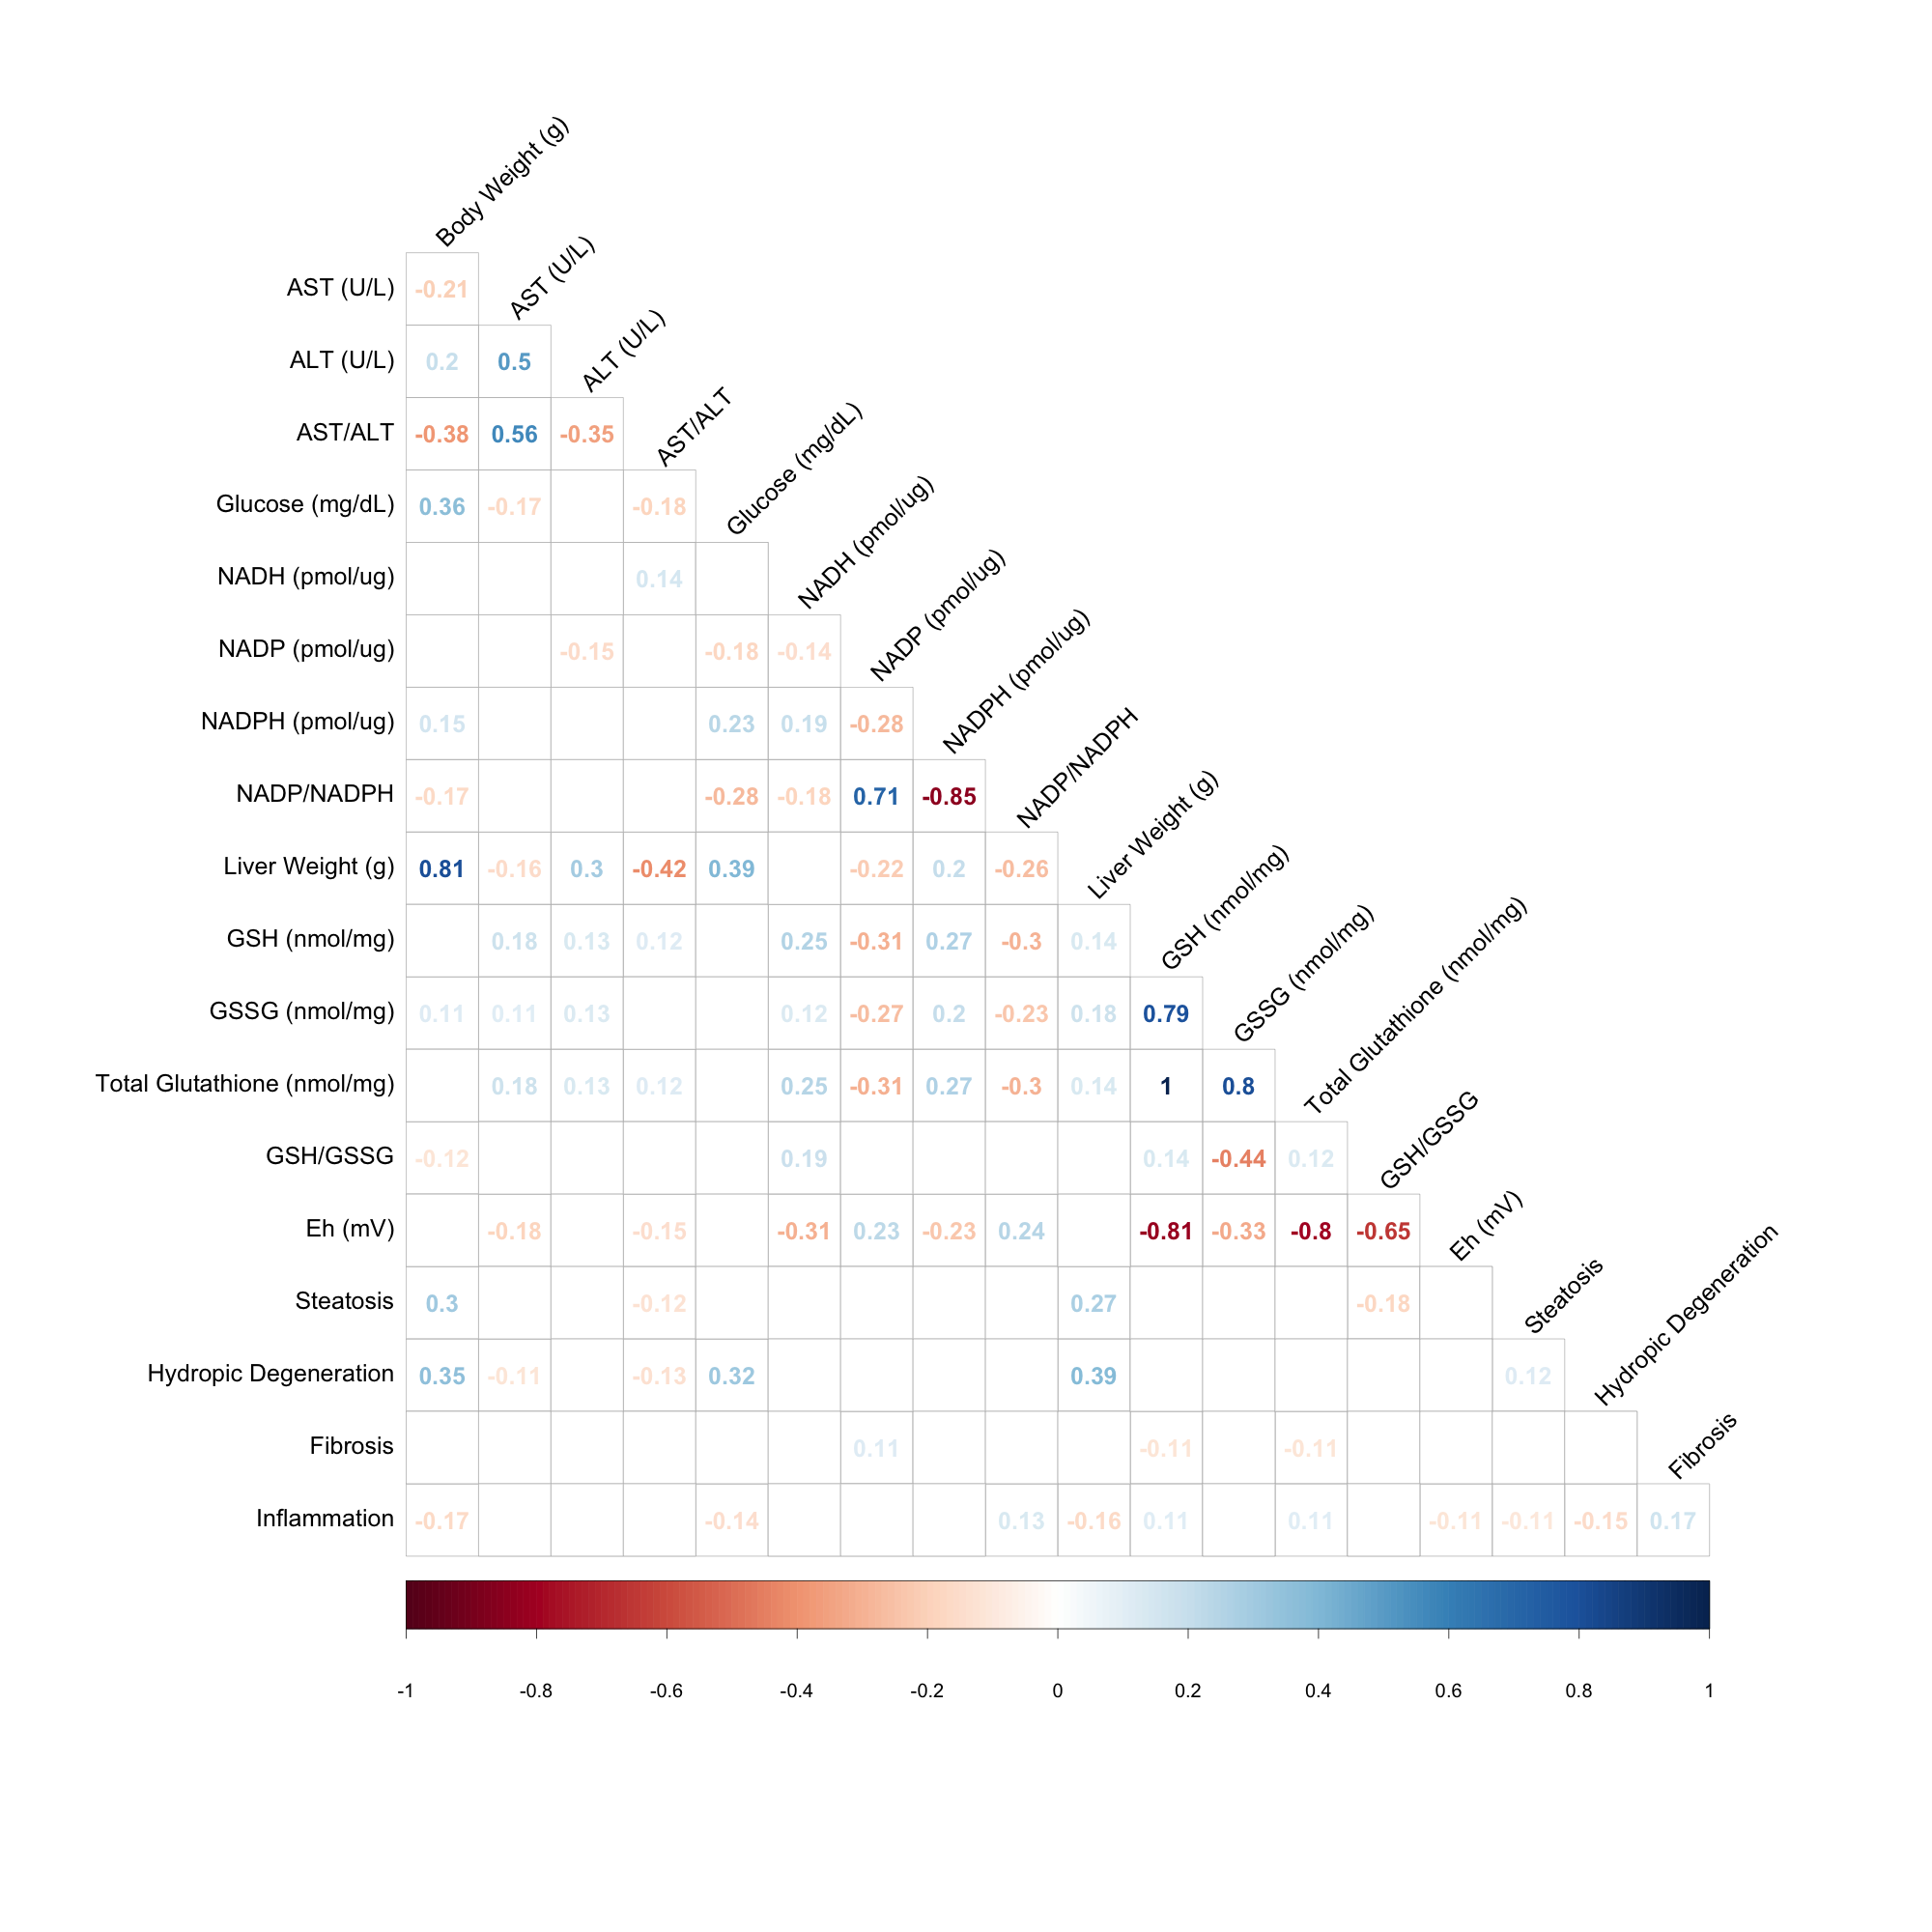 Body Weight (g)
AST (U/L)
ALT (U/L)
AST/ALT
Glucose (mg/dL)
NADH (pmol/ug)
NADP (pmol/ug)
NADPH (pmol/ug)
NADP/NADPH
Liver Weight (g)
GSH (nmol/mg)
GSSG (nmol/mg)
Total Glutathione (nmol/mg)
GSH/GSSG
Eh (mV)
Steatosis
Hydropic Degeneration
Fibrosis
AST (U/L) -0.21
ALT (U/L) 0.2 0.5
AST/ALT -0.38 0.56 -0.35
Glucose (mg/dL) 0.36 -0.17 -0.18
NADH (pmol/ug) 0.14
NADP (pmol/ug) -0.15 -0.18 -0.14
NADPH (pmol/ug) 0.15 0.23 0.19 -0.28
NADP/NADPH -0.17 -0.28 -0.18 0.71 -0.85
Liver Weight (g) 0.81 -0.16 0.3 -0.42 0.39 -0.22 0.2 -0.26
GSH (nmol/mg) 0.18 0.13 0.12 0.25 -0.31 0.27 -0.3 0.14
GSSG (nmol/mg) 0.11 0.11 0.13 0.12 -0.27 0.2 -0.23 0.18 0.79
Total Glutathione (nmol/mg) 0.18 0.13 0.12 0.25 -0.31 0.27 -0.3 0.14 1 0.8
GSH/GSSG -0.12 0.19 0.14 -0.44 0.12
Eh (mV) -0.18 -0.15 -0.31 0.23 -0.23 0.24 -0.81 -0.33 -0.8 -0.65
Steatosis 0.3 -0.12 0.27 -0.18
Hydropic Degeneration 0.35 -0.11 -0.13 0.32 0.39 0.12
Fibrosis 0.11 -0.11 -0.11
Inflammation -0.17 -0.14 0.13 -0.16 0.11 0.11 -0.11 -0.11 -0.15 0.17
-1 -0.8 -0.6 -0.4 -0.2 0 0.2 0.4 0.6 0.8 1